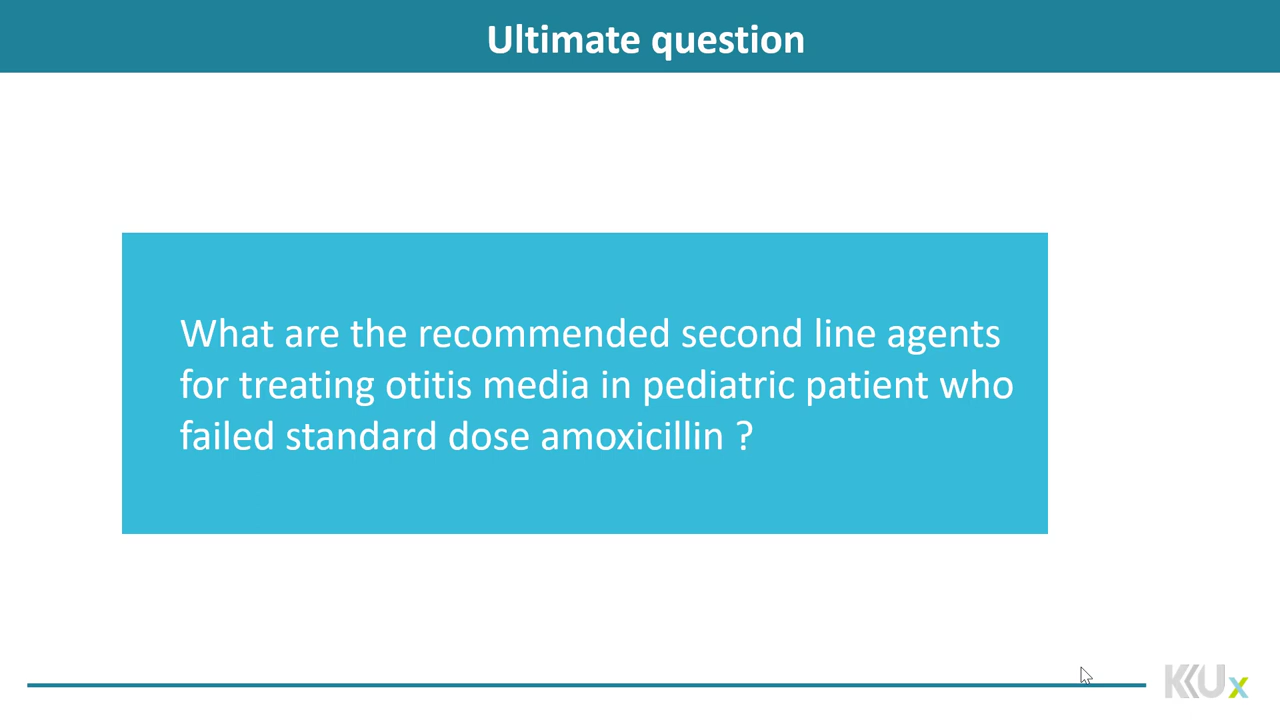 Ultimate question
What are the recommended second line agents
for treating otitis media in pediatric patient who
failed standard dose amoxicillin ?
KKUx